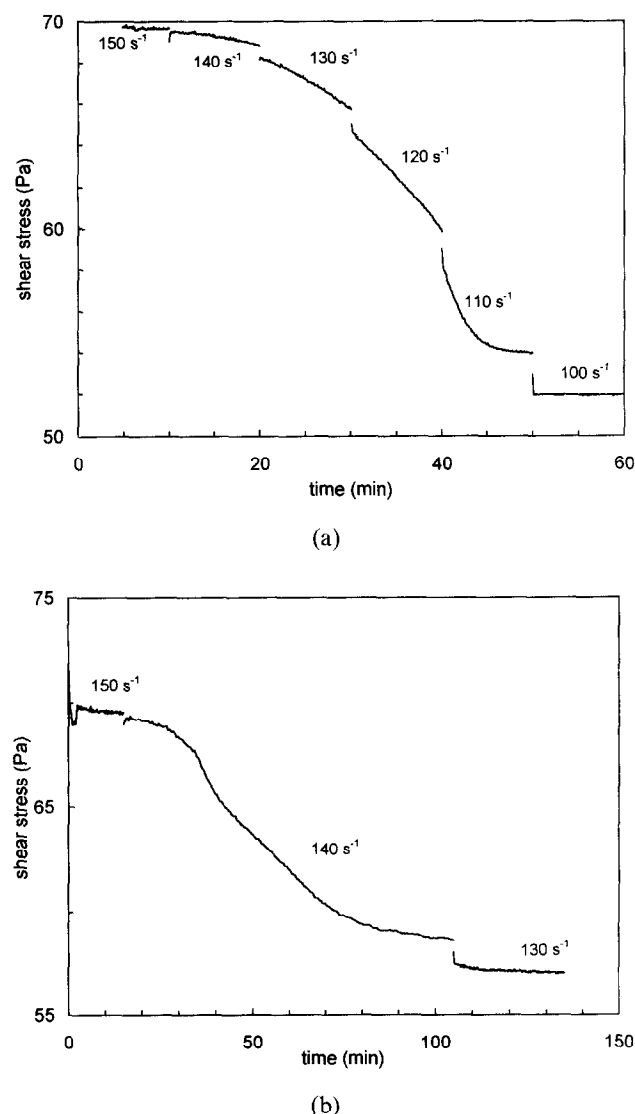 70
150 s⁻¹
140 s⁻¹
130 s⁻¹
120 s⁻¹
60
shear stress (Pa)
110 s⁻¹
100 s⁻¹
50
0 20 40 60
time (min)
(a)
75
150 s⁻¹
65
shear stress (Pa)
140 s⁻¹
130 s⁻¹
55
0 50 100 150
time (min)
(b)